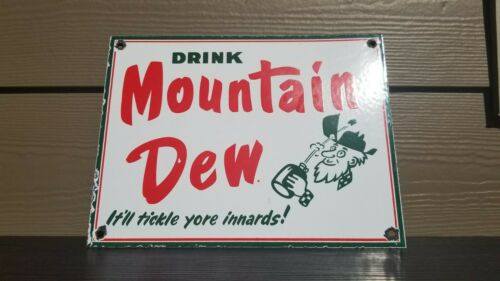 DRINK
Mountain
Dew
It'll tickle yore innards!